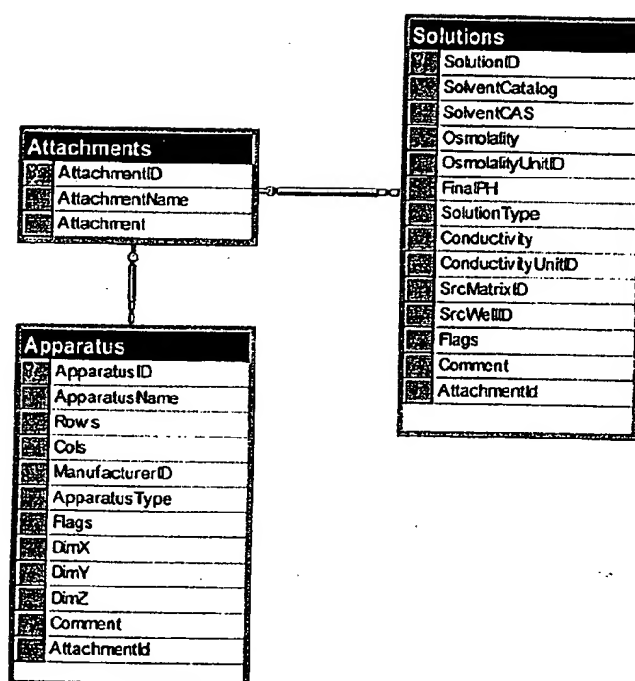 Attachments
AttachmentID
AttachmentName
Attachment
Solutions
SolutionID
SolventCatalog
SolventCAS
Osmolality
OsmolalityUnitID
FinalPH
SolutionType
Conductivity
ConductivityUnitID
SrcMatrixID
SrcWellID
Flags
Comment
AttachmentId
Apparatus
ApparatusID
ApparatusName
Rows
Cols
ManufacturerID
ApparatusType
Flags
DimX
DimY
DimZ
Comment
AttachmentId